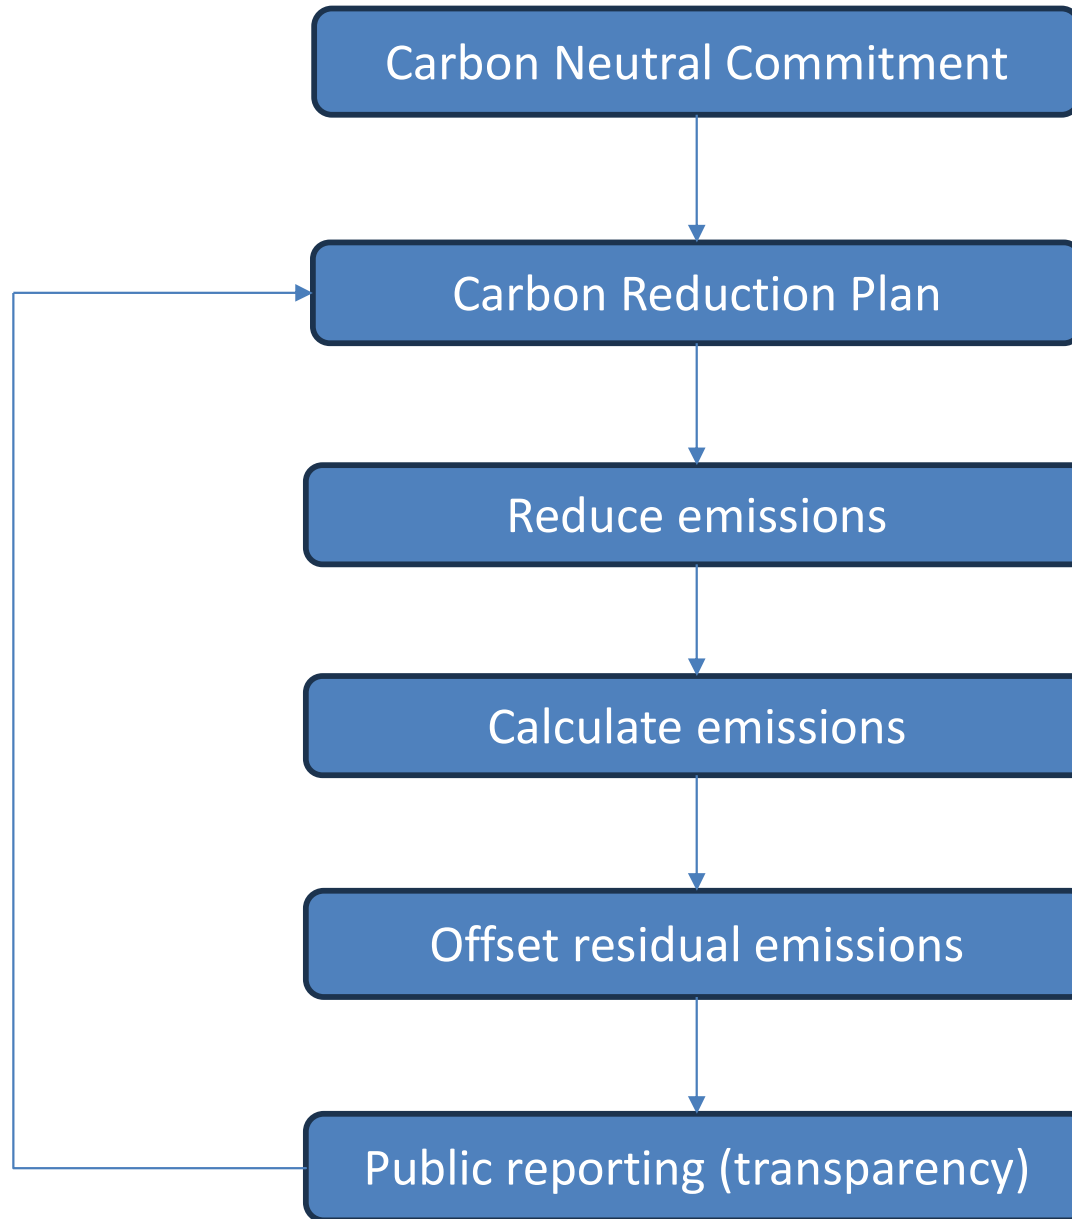 Carbon Neutral Commitment
Carbon Reduction Plan
Reduce emissions
Calculate emissions
Offset residual emissions
Public reporting (transparency)